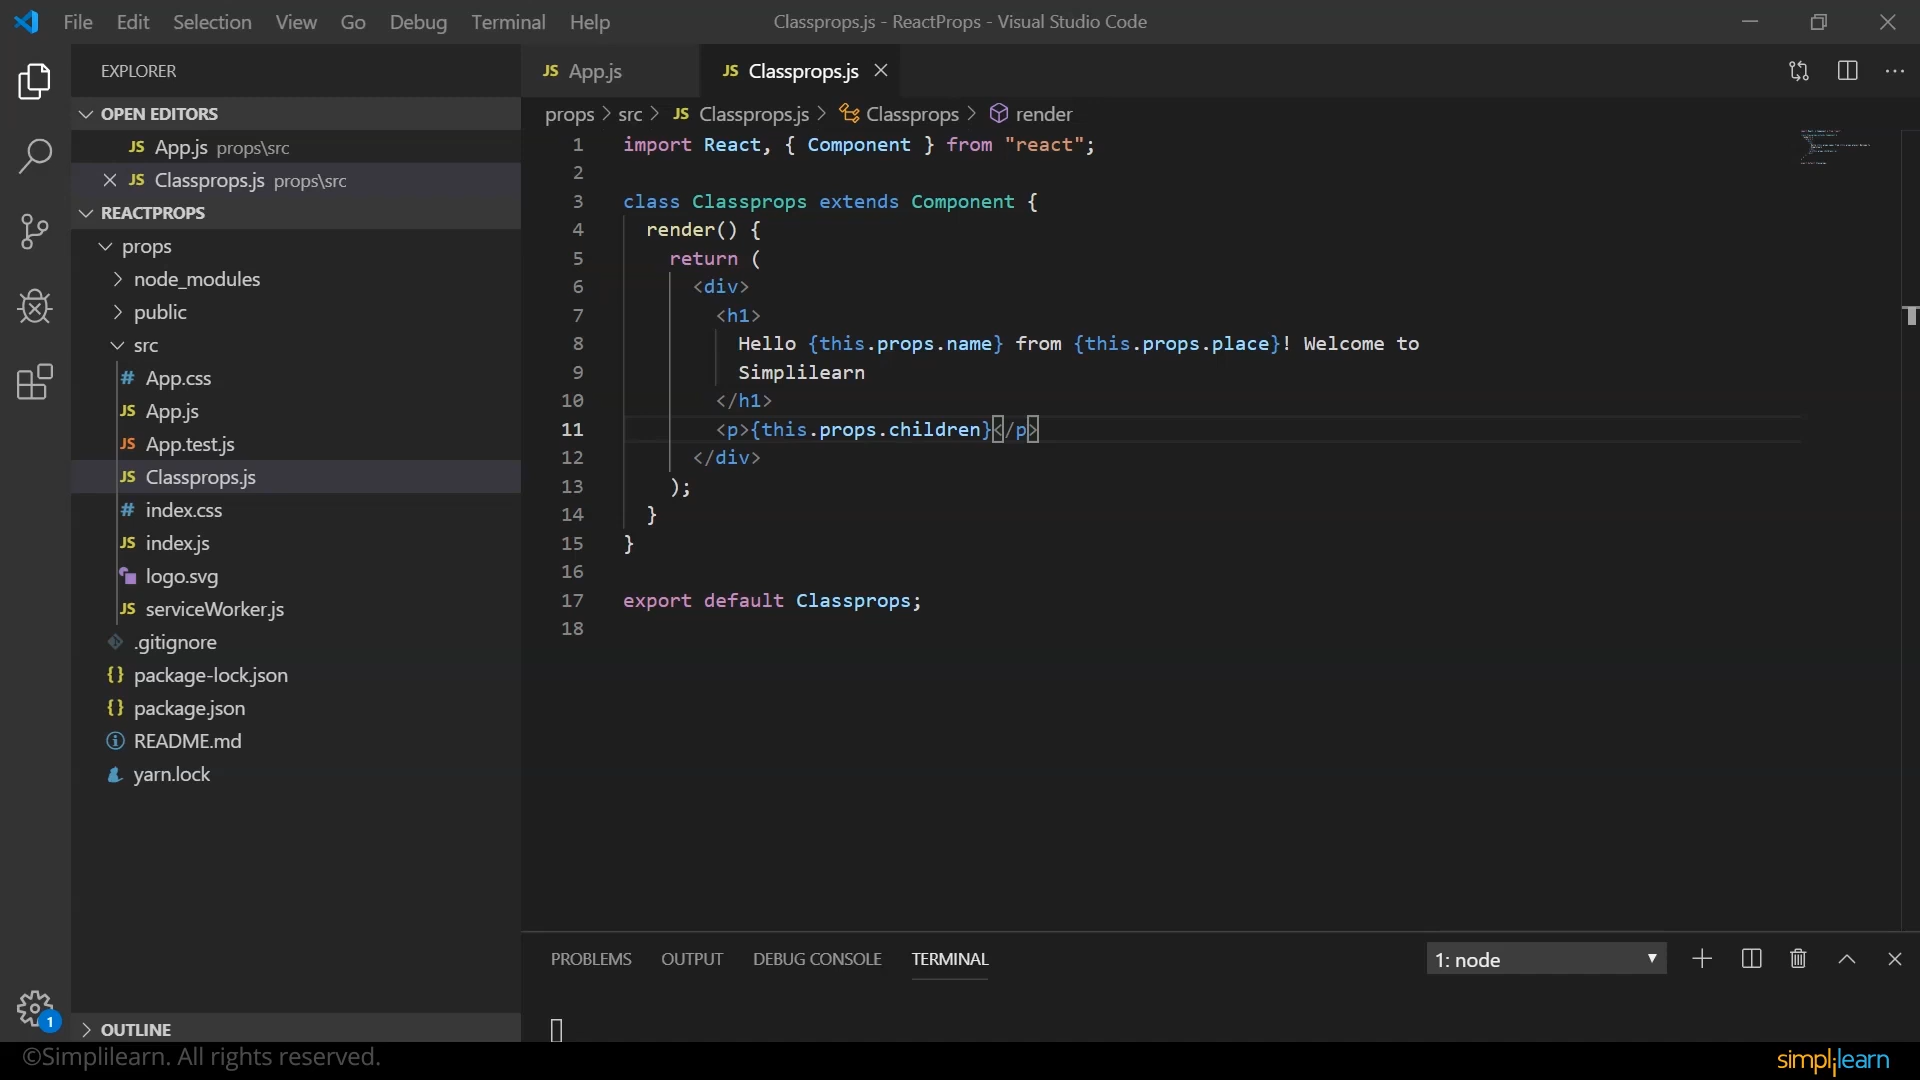 File Edit Selection View Go Debug Terminal Help
Classprops.js - ReactProps - Visual Studio Code
EXPLORER
OPEN EDITORS
JS App.js props\src
JS Classprops.js props\src
REACTPROPS
props
node_modules
public
src
# App.css
JS App.js
JS App.test.js
JS Classprops.js
# index.css
JS index.js
logo.svg
JS serviceWorker.js
.gitignore
{} package-lock.json
{} package.json
README.md
yarn.lock
OUTLINE
1
JS App.js
JS Classprops.js
props > src > JS Classprops.js > Classprops > render
1 import React, { Component } from "react";
2
3 class Classprops extends Component {
4 render() {
5 return (
6 <div>
7 <h1>
8 Hello {this.props.name} from {this.props.place}! Welcome to
9 Simplilearn
10 </h1>
11 <p>{this.props.children}</p>
12 </div>
13 );
14 }
15 }
16
17 export default Classprops;
18
PROBLEMS OUTPUT DEBUG CONSOLE TERMINAL
1: node
©Simplilearn. All rights reserved.
simplilearn